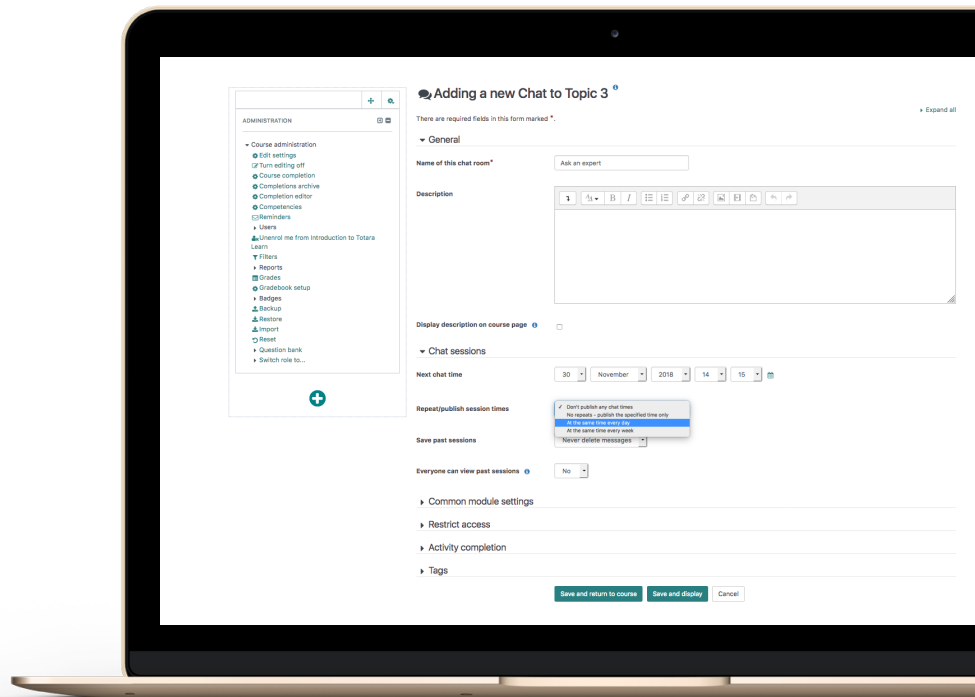 ADMINISTRATION
Course administration
Edit settings
Turn editing off
Course completion
Completions archive
Completion editor
Competencies
Reminders
Users
Unenrol me from Introduction to Totara
Learn
Filters
Reports
Grades
Gradebook setup
Badges
Backup
Restore
Import
Reset
Question bank
Switch role to...
Adding a new Chat to Topic 3
Expand all
There are required fields in this form marked *.
General
Name of this chat room* Ask an expert
Description
Display description on course page
Chat sessions
Next chat time 30 November 2018 14 15
Repeat/publish session times
✓ Don't publish any chat times
No repeats - publish the specified time only
At the same time every day
At the same time every week
Save past sessions Never delete messages
Everyone can view past sessions No
Common module settings
Restrict access
Activity completion
Tags
Save and return to course Save and display Cancel